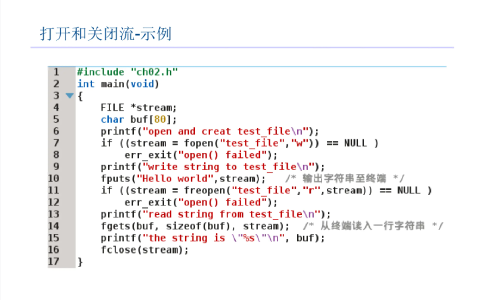 打开和关闭流-示例
1 #include "ch02.h"
2 int main(void)
3 {
4 FILE *stream;
5 char buf[80];
6 printf("open and creat test_file\n");
7 if ((stream = fopen("test_file","w")) == NULL )
8 err_exit("open() failed");
9 printf("write string to test_file\n");
10 fputs("Hello world",stream); /* 输出字符串至终端 */
11 if ((stream = freopen("test_file","r",stream)) == NULL )
12 err_exit("open() failed");
13 printf("read string from test_file\n");
14 fgets(buf, sizeof(buf), stream); /* 从终端读入一行字符串 */
15 printf("the string is \"%s\"\n", buf);
16 fclose(stream);
17 }